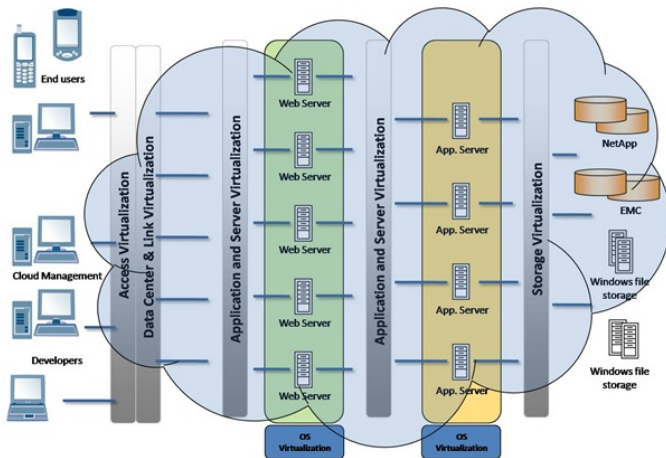 End users
Cloud Management
Developers
Access Virtualization
Data Center & Link Virtualization
Application and Server Virtualization
Web Server
Web Server
Web Server
Web Server
Web Server
OS
Virtualization
Application and Server Virtualization
App. Server
App. Server
App. Server
App. Server
OS
Virtualization
Storage Virtualization
NetApp
EMC
Windows file
storage
Windows file
storage